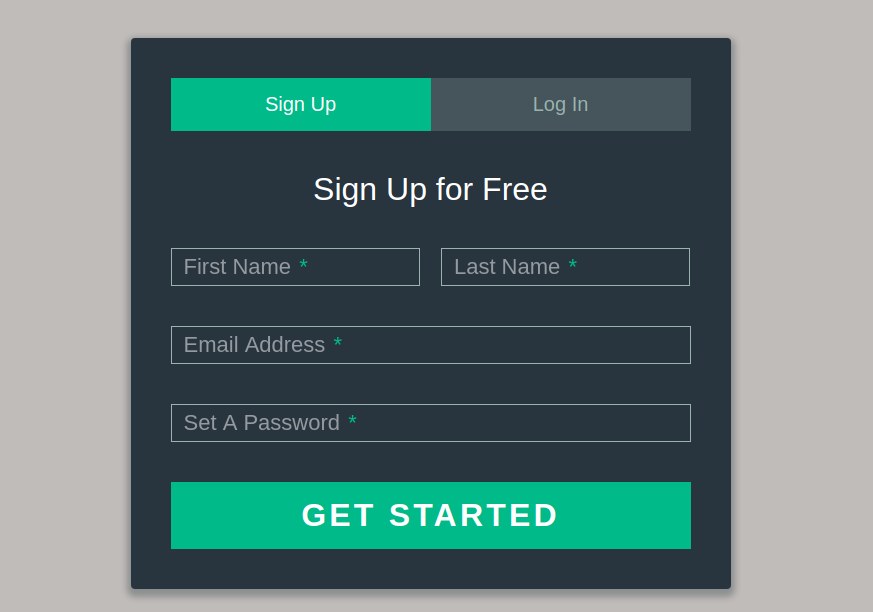 Sign Up Log In
Sign Up for Free
First Name * Last Name *
Email Address *
Set A Password *
GET STARTED